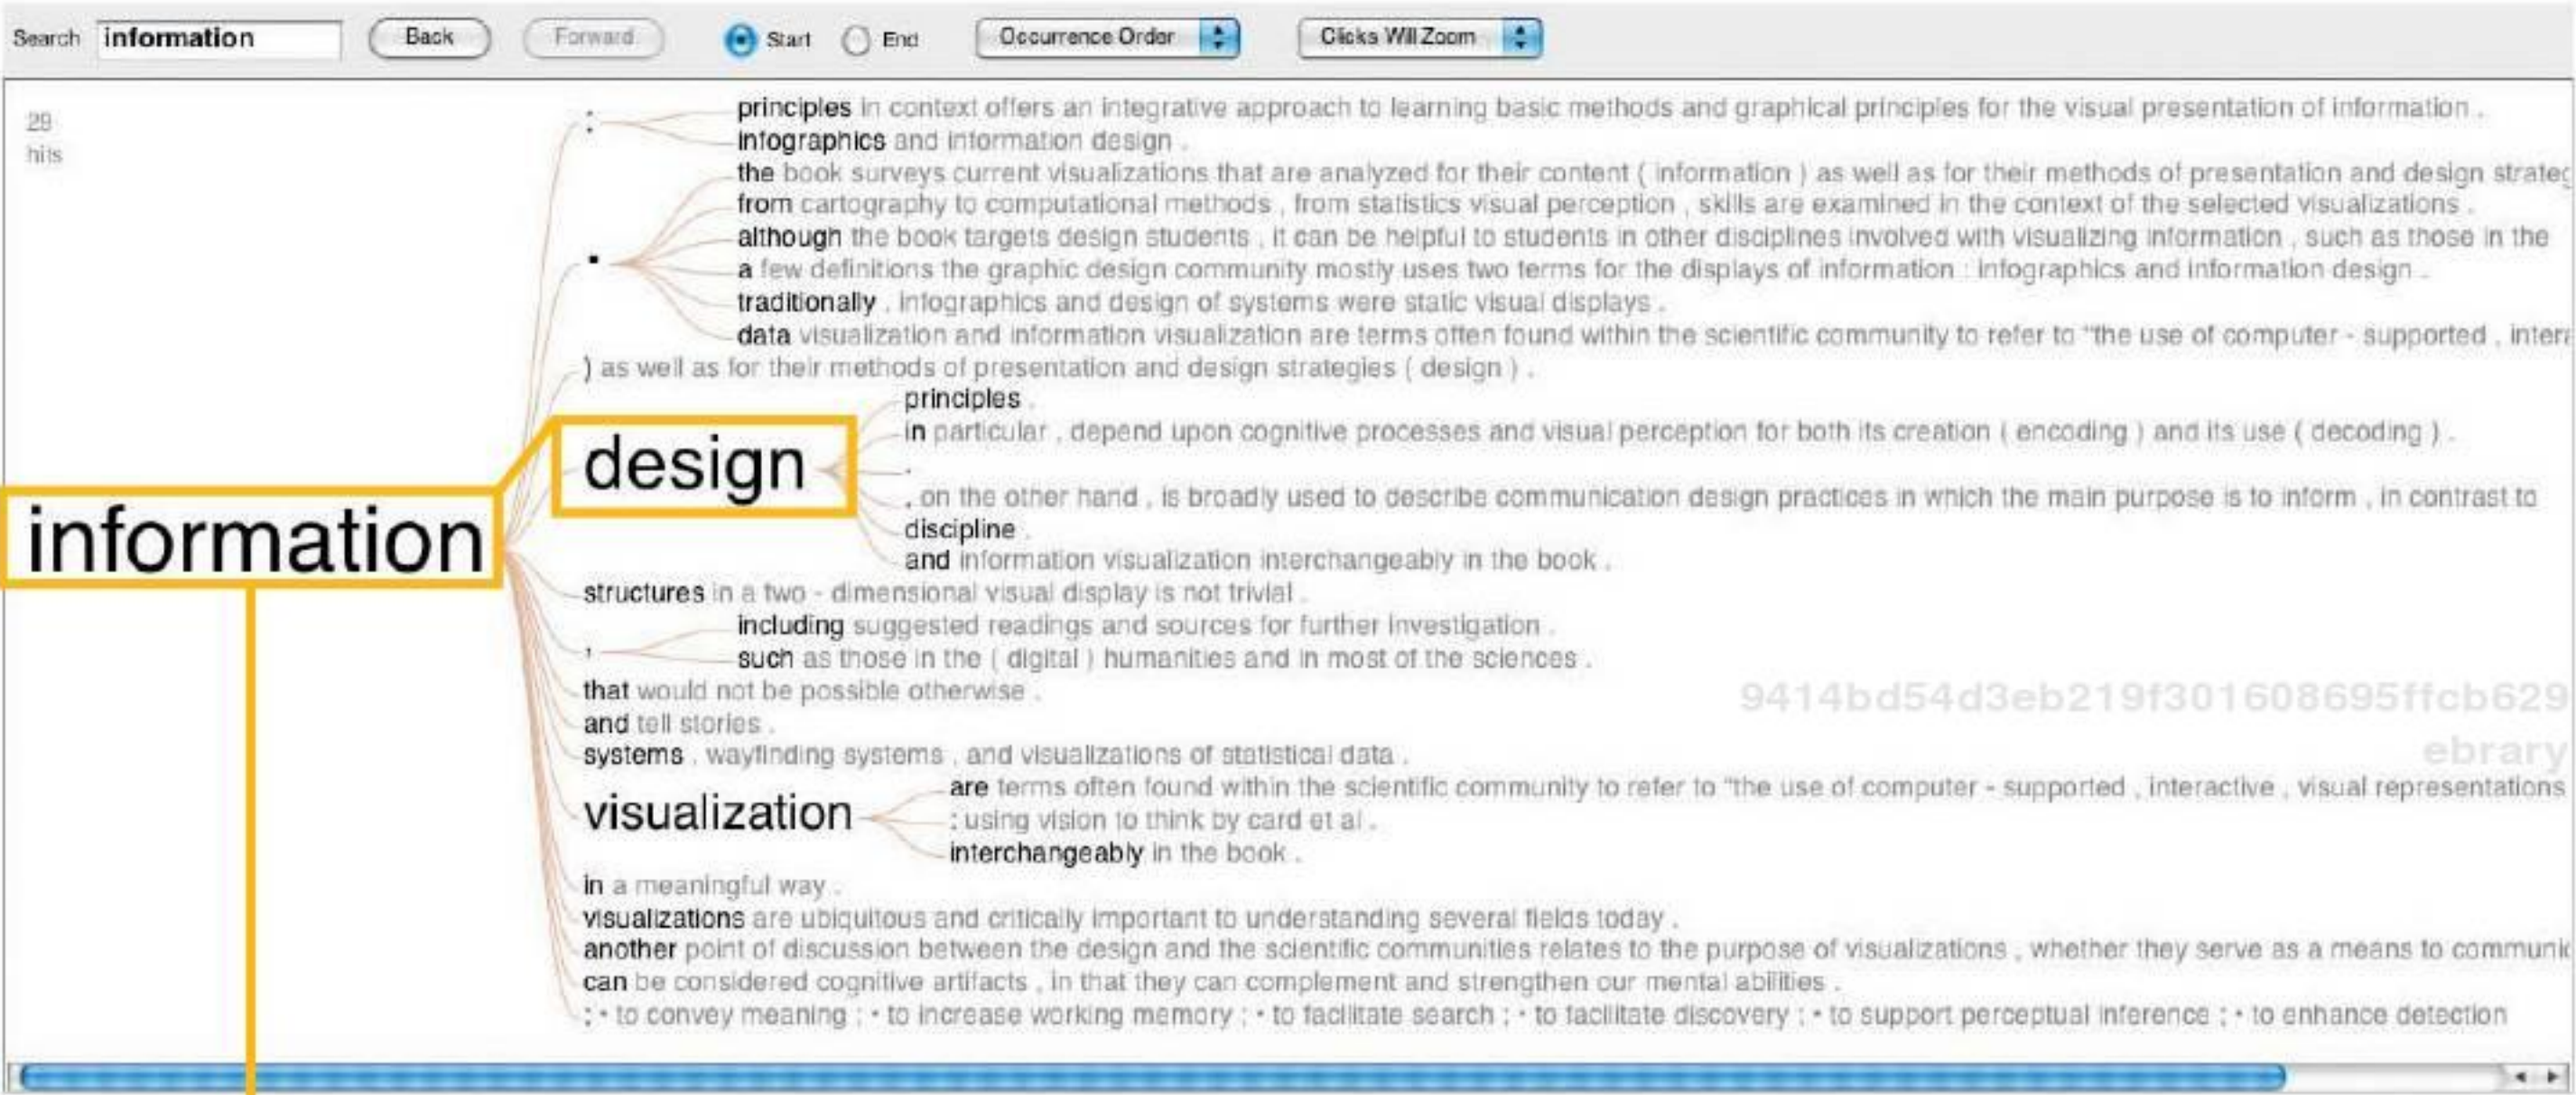 Search information Back Forward Start End Occurrence Order Clicks Will Zoom
29
hits
: principles in context offers an integrative approach to learning basic methods and graphical principles for the visual presentation of information .
infographics and information design .
. the book surveys current visualizations that are analyzed for their content ( information ) as well as for their methods of presentation and design strateg
from cartography to computational methods , from statistics visual perception , skills are examined in the context of the selected visualizations .
although the book targets design students , it can be helpful to students in other disciplines involved with visualizing information , such as those in the
a few definitions the graphic design community mostly uses two terms for the displays of information : infographics and information design .
traditionally , infographics and design of systems were static visual displays .
data visualization and information visualization are terms often found within the scientific community to refer to "the use of computer - supported , intera
) as well as for their methods of presentation and design strategies ( design ) .
information
design
principles .
in particular , depend upon cognitive processes and visual perception for both its creation ( encoding ) and its use ( decoding ) .
.
, on the other hand , is broadly used to describe communication design practices in which the main purpose is to inform , in contrast to
discipline .
and information visualization interchangeably in the book .
structures in a two - dimensional visual display is not trivial .
, including suggested readings and sources for further investigation .
such as those in the ( digital ) humanities and in most of the sciences .
that would not be possible otherwise .
and tell stories .
systems , wayfinding systems , and visualizations of statistical data .
visualization
are terms often found within the scientific community to refer to "the use of computer - supported , interactive , visual representations
: using vision to think by card et al .
interchangeably in the book .
in a meaningful way .
visualizations are ubiquitous and critically important to understanding several fields today .
another point of discussion between the design and the scientific communities relates to the purpose of visualizations , whether they serve as a means to communic
can be considered cognitive artifacts , in that they can complement and strengthen our mental abilities .
: • to convey meaning ; • to increase working memory ; • to facilitate search ; • to facilitate discovery ; • to support perceptual inference ; • to enhance detection
9414bd54d3eb219f301608695ffcb629
ebrary